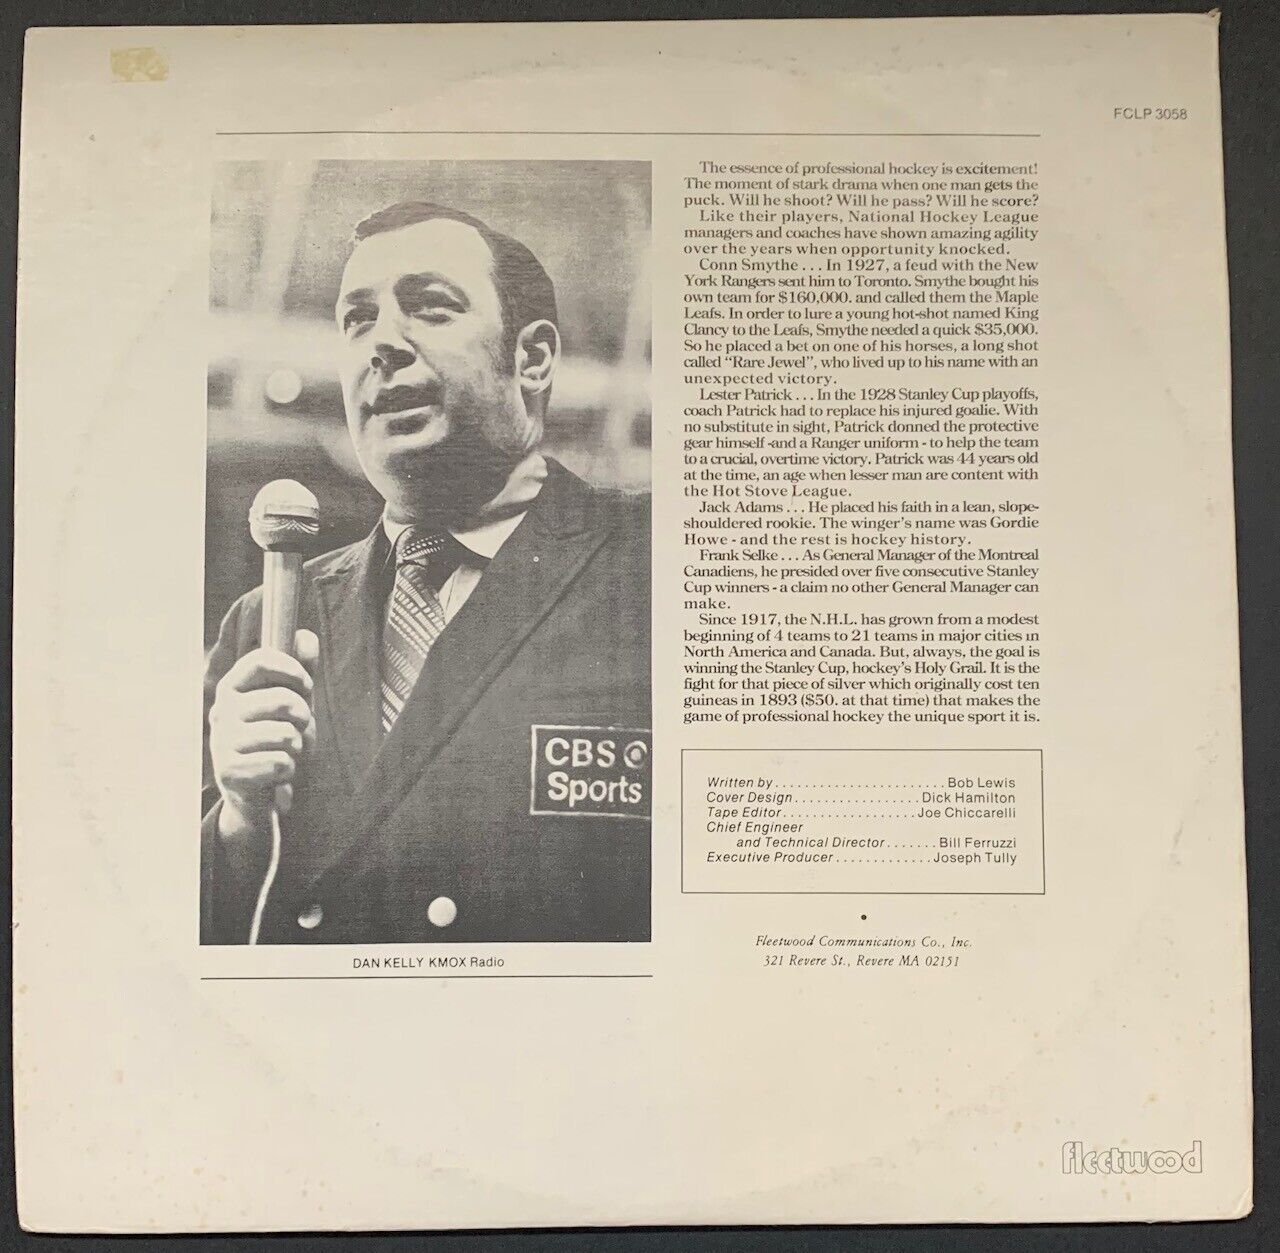 FCLP 3058
The essence of professional hockey is excitement!
The moment of stark drama when one man gets the
puck. Will he shoot? Will he pass? Will he score?
Like their players, National Hockey League
managers and coaches have shown amazing agility
over the years when opportunity knocked.
Conn Smythe . . . In 1927, a feud with the New
York Rangers sent him to Toronto. Smythe bought his
own team for $160,000. and called them the Maple
Leafs. In order to lure a young hot-shot named King
Clancy to the Leafs, Smythe needed a quick $35,000.
So he placed a bet on one of his horses, a long shot
called "Rare Jewel", who lived up to his name with an
unexpected victory.
Lester Patrick . . . In the 1928 Stanley Cup playoffs,
coach Patrick had to replace his injured goalie. With
no substitute in sight, Patrick donned the protective
gear himself -and a Ranger uniform - to help the team
to a crucial, overtime victory. Patrick was 44 years old
at the time, an age when lesser man are content with
the Hot Stove League.
Jack Adams . . . He placed his faith in a lean, slope-
shouldered rookie. The winger's name was Gordie
Howe - and the rest is hockey history.
Frank Selke . . . As General Manager of the Montreal
Canadiens, he presided over five consecutive Stanley
Cup winners - a claim no other General Manager can
make.
Since 1917, the N.H.L. has grown from a modest
beginning of 4 teams to 21 teams in major cities in
North America and Canada. But, always, the goal is
winning the Stanley Cup, hockey's Holy Grail. It is the
fight for that piece of silver which originally cost ten
guineas in 1893 ($50. at that time) that makes the
game of professional hockey the unique sport it is.
CBS
Sports
DAN KELLY KMOX Radio
Written by . . . . . . . . . . . . . . . . . . . . . . . Bob Lewis
Cover Design . . . . . . . . . . . . . . . . . Dick Hamilton
Tape Editor . . . . . . . . . . . . . . . . . . Joe Chiccarelli
Chief Engineer
and Technical Director . . . . . . . Bill Ferruzzi
Executive Producer . . . . . . . . . . . . . Joseph Tully
Fleetwood Communications Co., Inc.
321 Revere St., Revere MA 02151
fleetwood